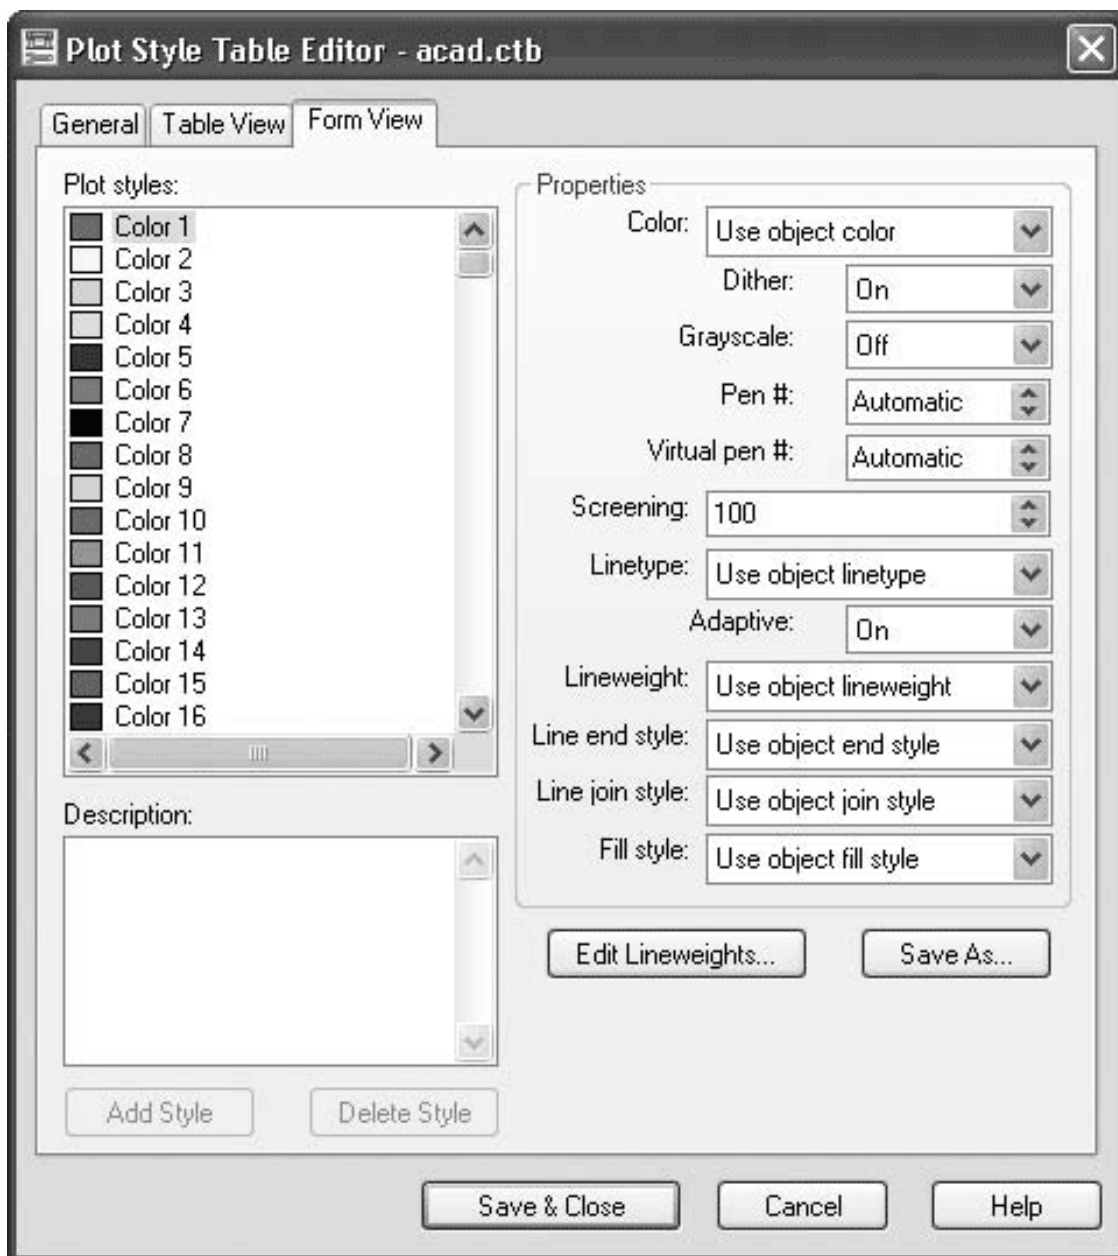 Plot Style Table Editor - acad.ctb
General Table View Form View
Plot styles:
Color 1
Color 2
Color 3
Color 4
Color 5
Color 6
Color 7
Color 8
Color 9
Color 10
Color 11
Color 12
Color 13
Color 14
Color 15
Color 16
Description:
Add Style Delete Style
Properties
Color: Use object color
Dither: On
Grayscale: Off
Pen #: Automatic
Virtual pen #: Automatic
Screening: 100
Linetype: Use object linetype
Adaptive: On
Lineweight: Use object lineweight
Line end style: Use object end style
Line join style: Use object join style
Fill style: Use object fill style
Edit Lineweights... Save As...
Save & Close Cancel Help